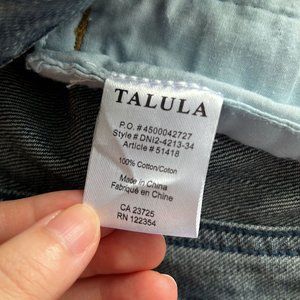 TALULA
P.O. # 4500042727
Style # DNI2-4213-34
Article # 51418
100% Cotton/Coton
Made in China
Fabriqué en Chine
CA 23725
RN 122354